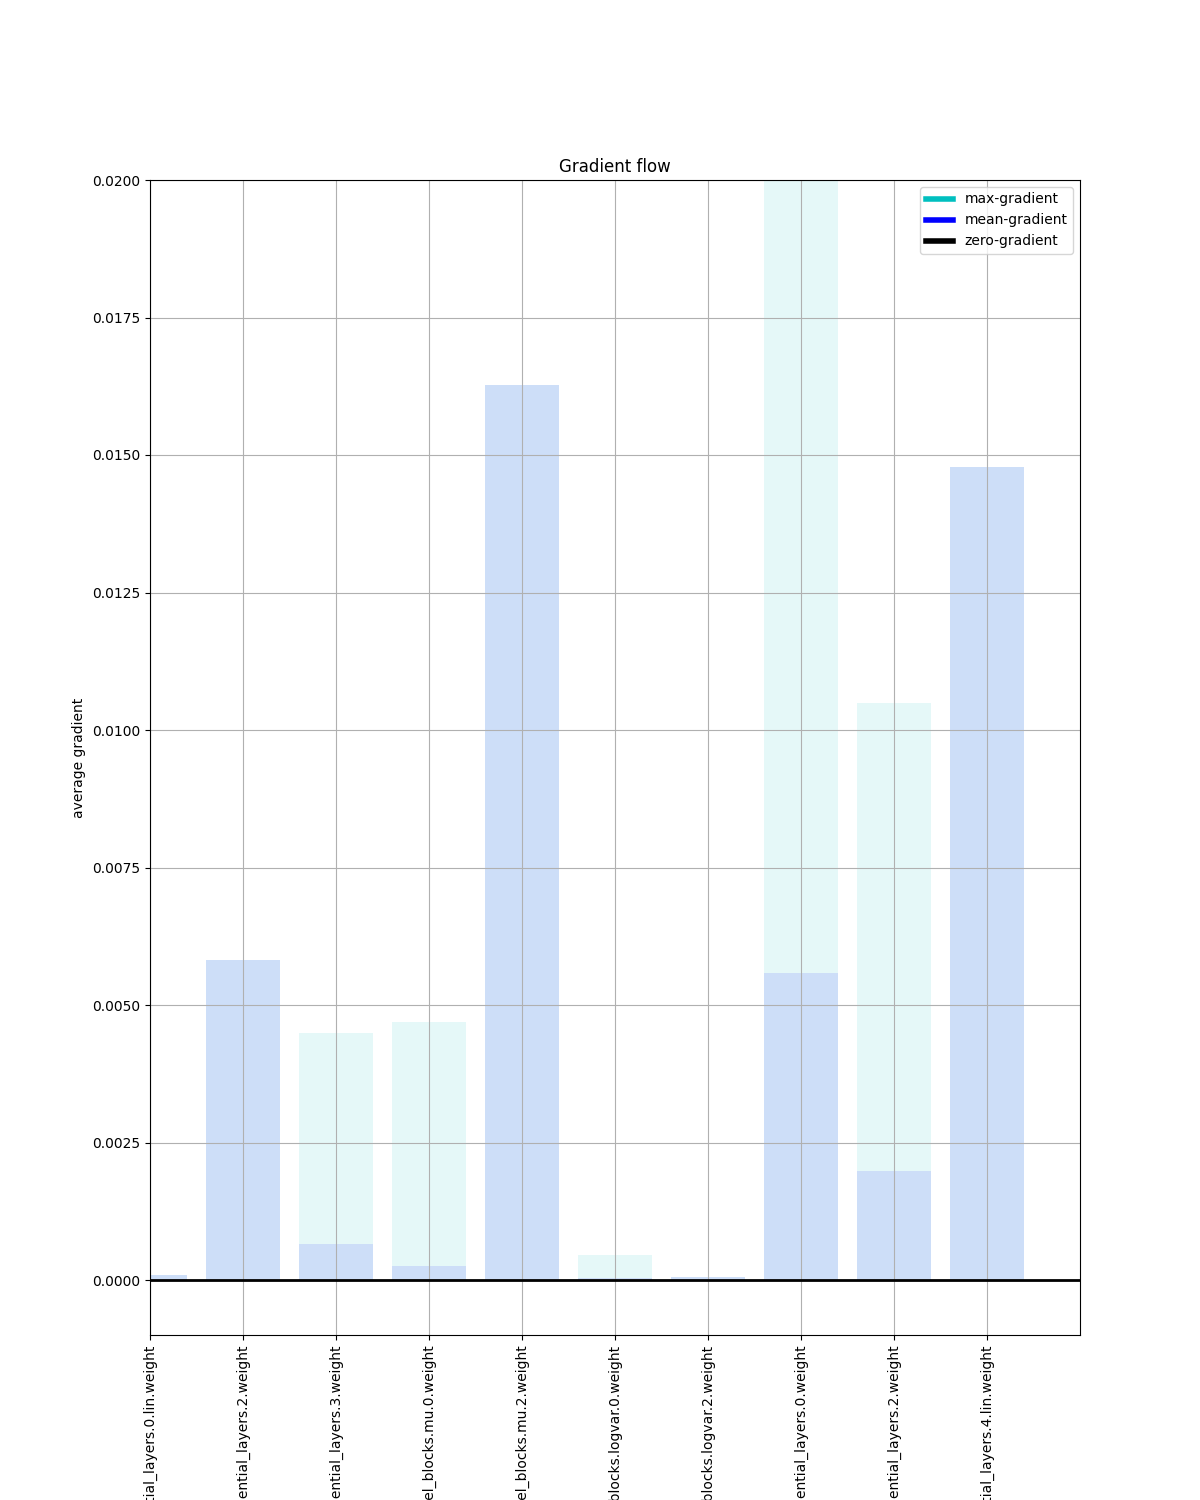 Gradient flow
max-gradient
mean-gradient
zero-gradient
0.0200
0.0175
0.0150
0.0125
0.0100
0.0075
0.0050
0.0025
0.0000
average gradient
tial_layers.0.lin.weight
ential_layers.2.weight
ential_layers.3.weight
el_blocks.mu.0.weight
el_blocks.mu.2.weight
blocks.logvar.0.weight
blocks.logvar.2.weight
ential_layers.0.weight
ential_layers.2.weight
tial_layers.4.lin.weight